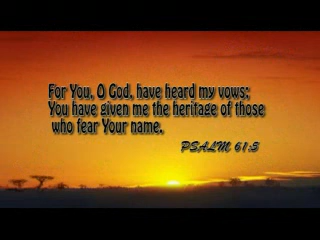 For You, O God, have heard my vows;
You have given me the heritage of those
who fear Your name.
PSALM 61:5